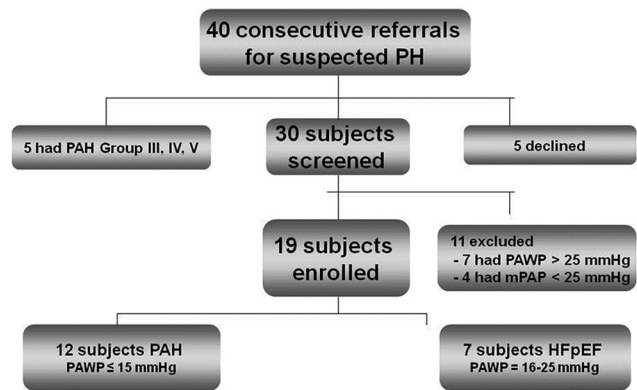 40 consecutive referrals
for suspected PH
5 had PAH Group III, IV, V
30 subjects
screened
5 declined
19 subjects
enrolled
11 excluded
- 7 had PAWP > 25 mmHg
- 4 had mPAP < 25 mmHg
12 subjects PAH
PAWP ≤ 15 mmHg
7 subjects HFpEF
PAWP = 16-25 mmHg